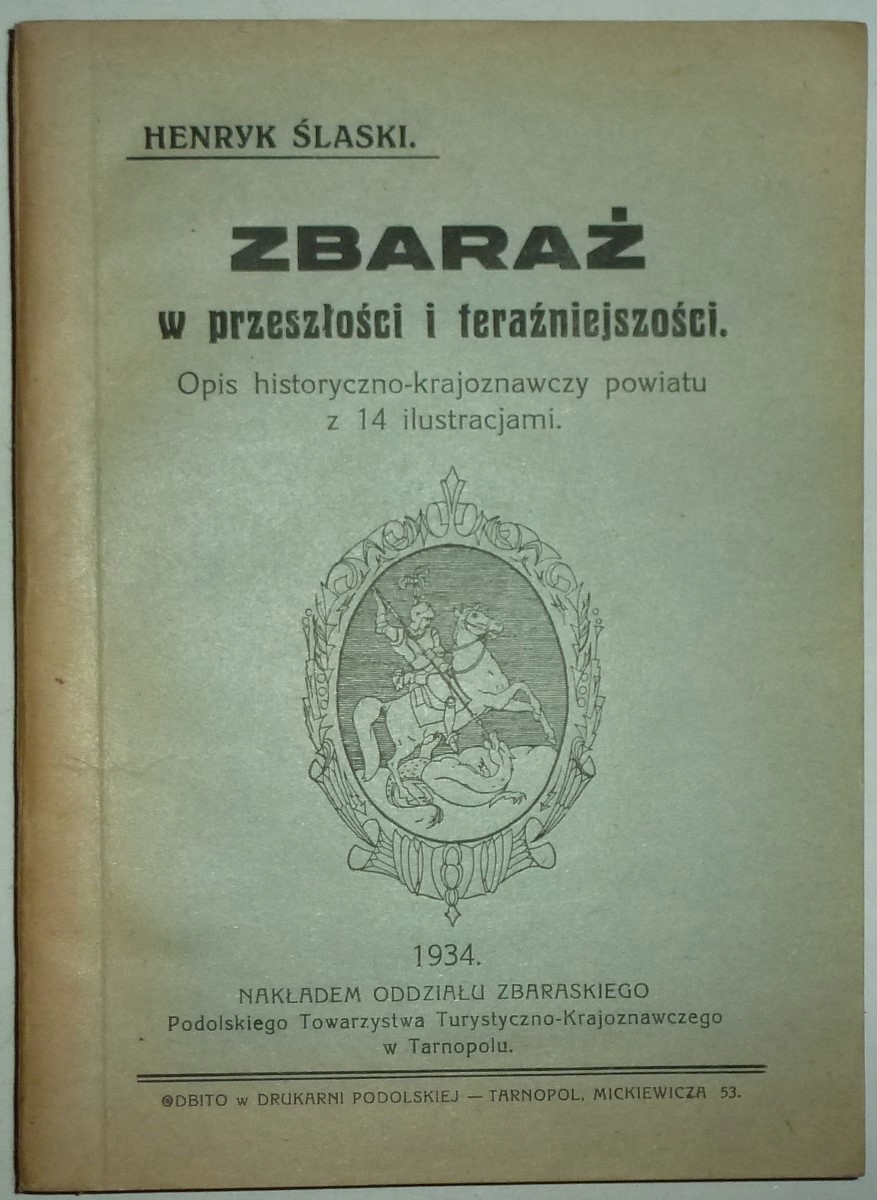 HENRYK ŚLASKI.
ZBARAŻ
w przeszłości i teraźniejszości.
Opis historyczno-krajoznawczy powiatu
z 14 ilustracjami.
1934.
NAKŁADEM ODDZIAŁU ZBARASKIEGO
Podolskiego Towarzystwa Turystyczno-Krajoznawczego
w Tarnopolu.
ODBITO w DRUKARNI PODOLSKIEJ — TARNOPOL, MICKIEWICZA 53.